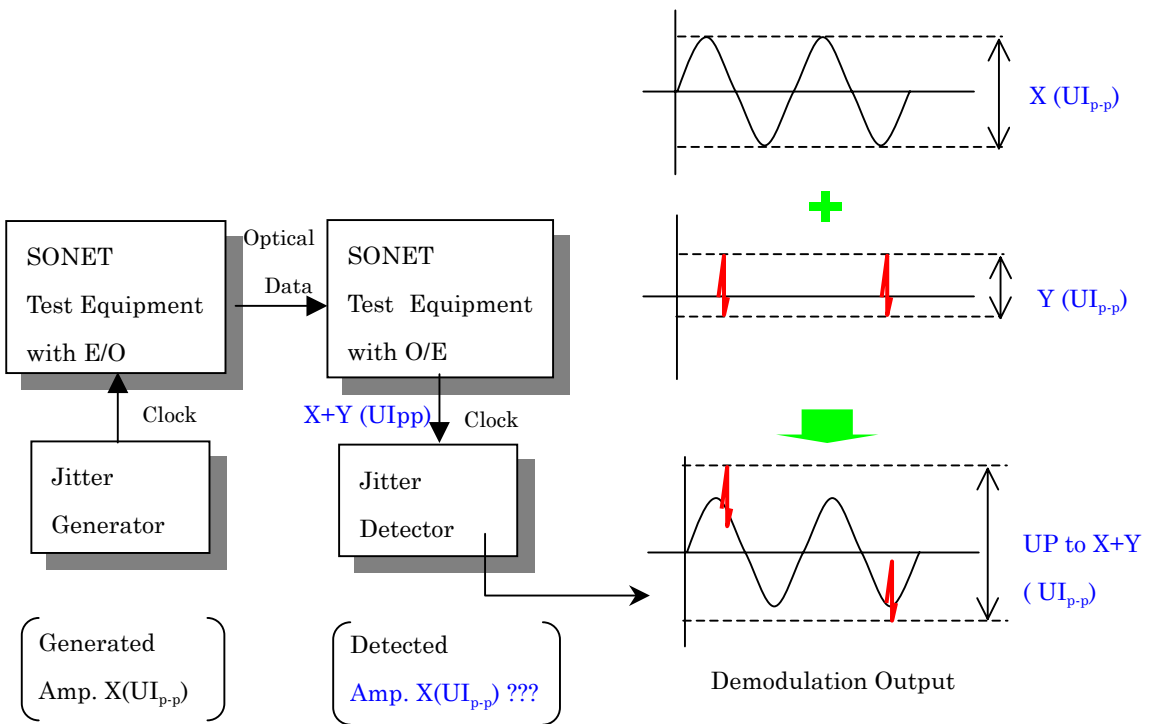 SONET
Test Equipment
with E/O
Optical
Data
SONET
Test Equipment
with O/E
Clock
X+Y (UIpp)
Clock
Jitter
Generator
Jitter
Detector
Generated
Amp. X(UIp-p)
Detected
Amp. X(UIp-p) ???
X (UIp-p)
Y (UIp-p)
UP to X+Y
( UIp-p)
Demodulation Output